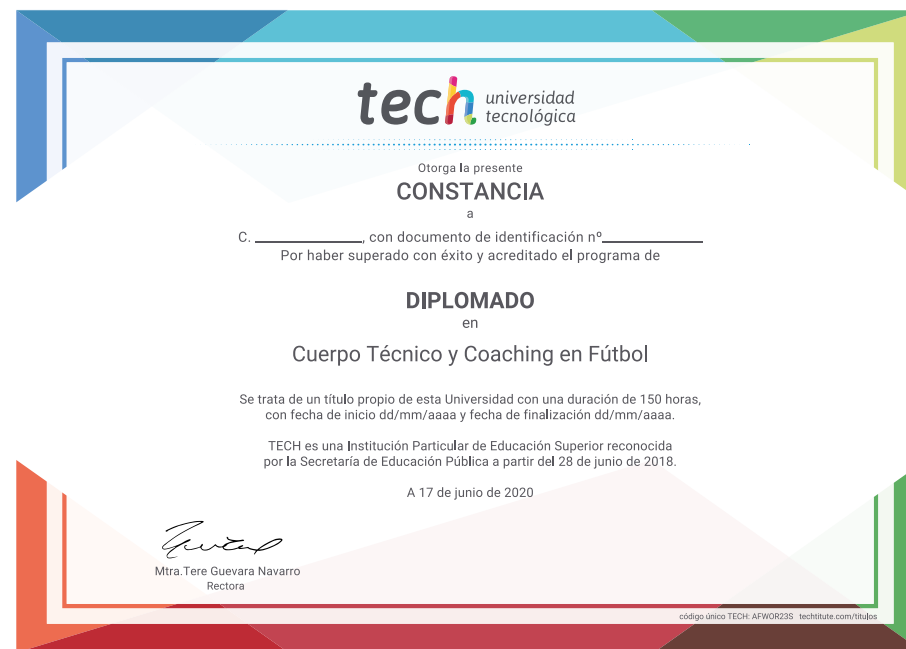 tech universidad
tecnológica
Otorga la presente
CONSTANCIA
a
C. ______________, con documento de identificación nº_____________
Por haber superado con éxito y acreditado el programa de
DIPLOMADO
en
Cuerpo Técnico y Coaching en Fútbol
Se trata de un título propio de esta Universidad con una duración de 150 horas,
con fecha de inicio dd/mm/aaaa y fecha de finalización dd/mm/aaaa.
TECH es una Institución Particular de Educación Superior reconocida
por la Secretaría de Educación Pública a partir del 28 de junio de 2018.
A 17 de junio de 2020
Mtra.Tere Guevara Navarro
Rectora
código único TECH: AFWOR23S techtitute.com/titulos